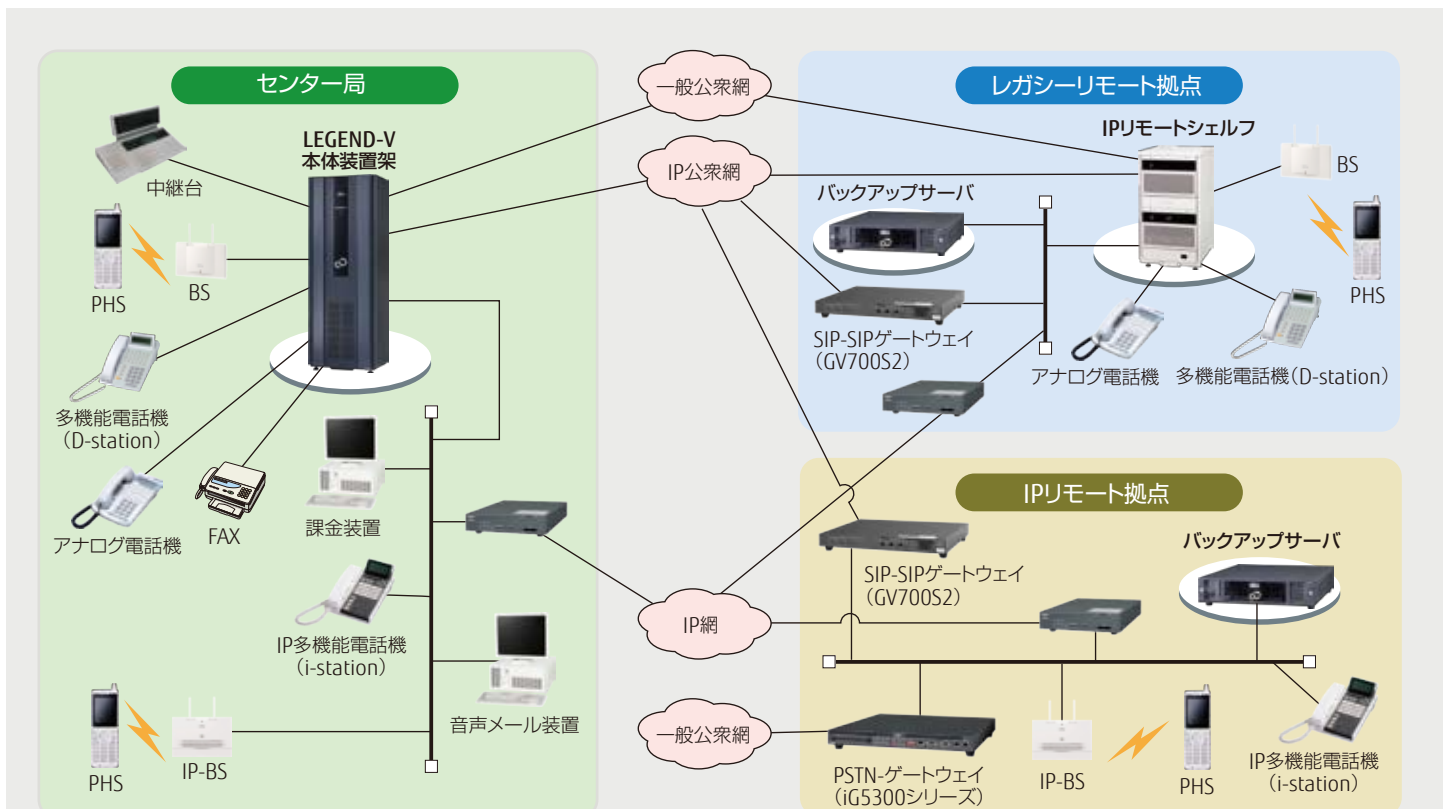 センター局
LEGEND-V
本体装置架
中継台
PHS
BS
多機能電話機
（D-station）
アナログ電話機
FAX
課金装置
IP多機能電話機
（i-station）
音声メール装置
PHS
IP-BS
一般公衆網
IP公衆網
IP網
一般公衆網
レガシーリモート拠点
IPリモートシェルフ
BS
バックアップサーバ
PHS
SIP-SIPゲートウェイ
（GV700S2）
アナログ電話機
多機能電話機（D-station）
IPリモート拠点
バックアップサーバ
SIP-SIPゲートウェイ
（GV700S2）
PSTN-ゲートウェイ
（iG5300シリーズ）
IP-BS
PHS
IP多機能電話機
（i-station）